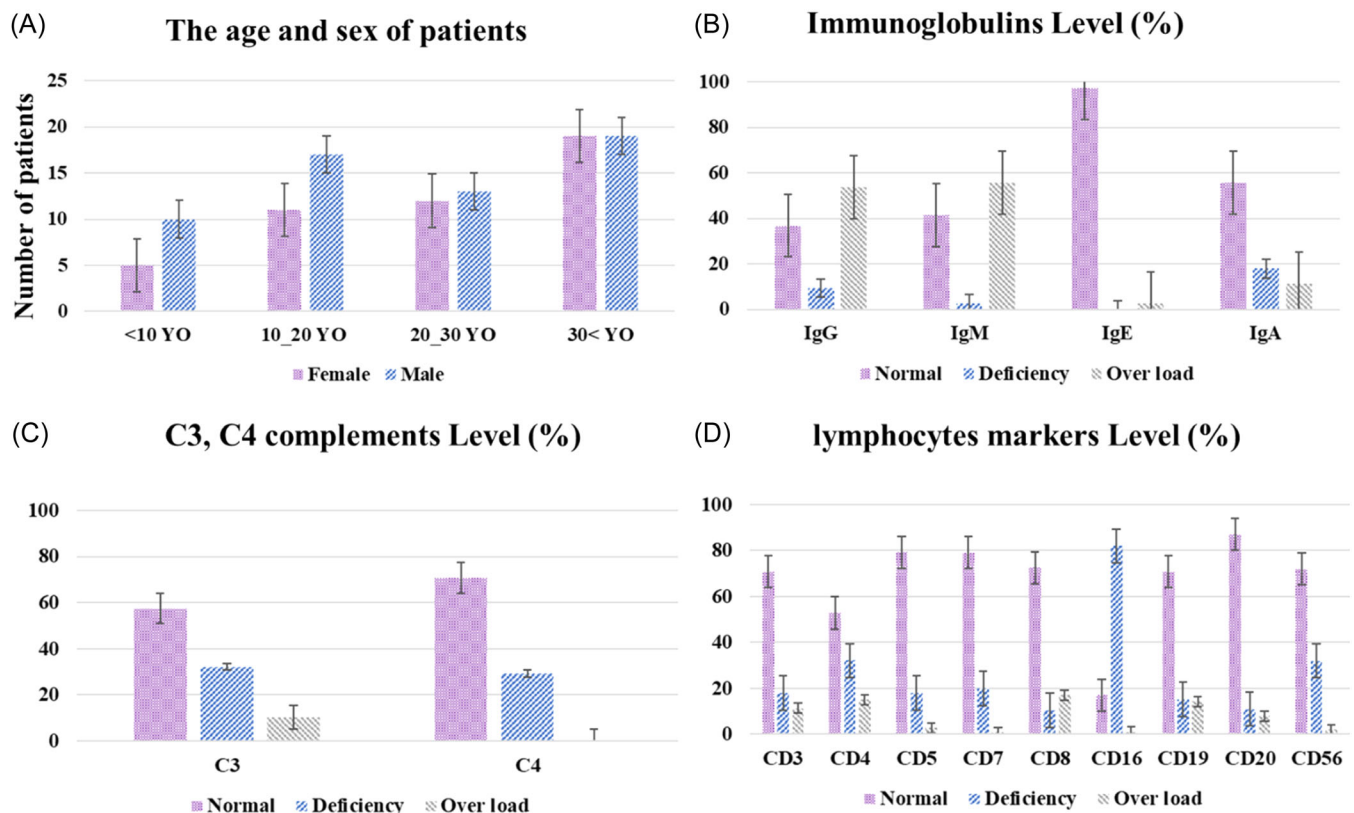 (A)
The age and sex of patients
Number of patients
25
20
15
10
5
0
<10 YO 10_20 YO 20_30 YO 30< YO
Female Male
(B)
Immunoglobulins Level (%)
100
80
60
40
20
0
IgG IgM IgE IgA
Normal Deficiency Over load
(C)
C3, C4 complements Level (%)
100
80
60
40
20
0
C3 C4
Normal Deficiency Over load
(D)
lymphocytes markers Level (%)
100
80
60
40
20
0
CD3 CD4 CD5 CD7 CD8 CD16 CD19 CD20 CD56
Normal Deficiency Over load